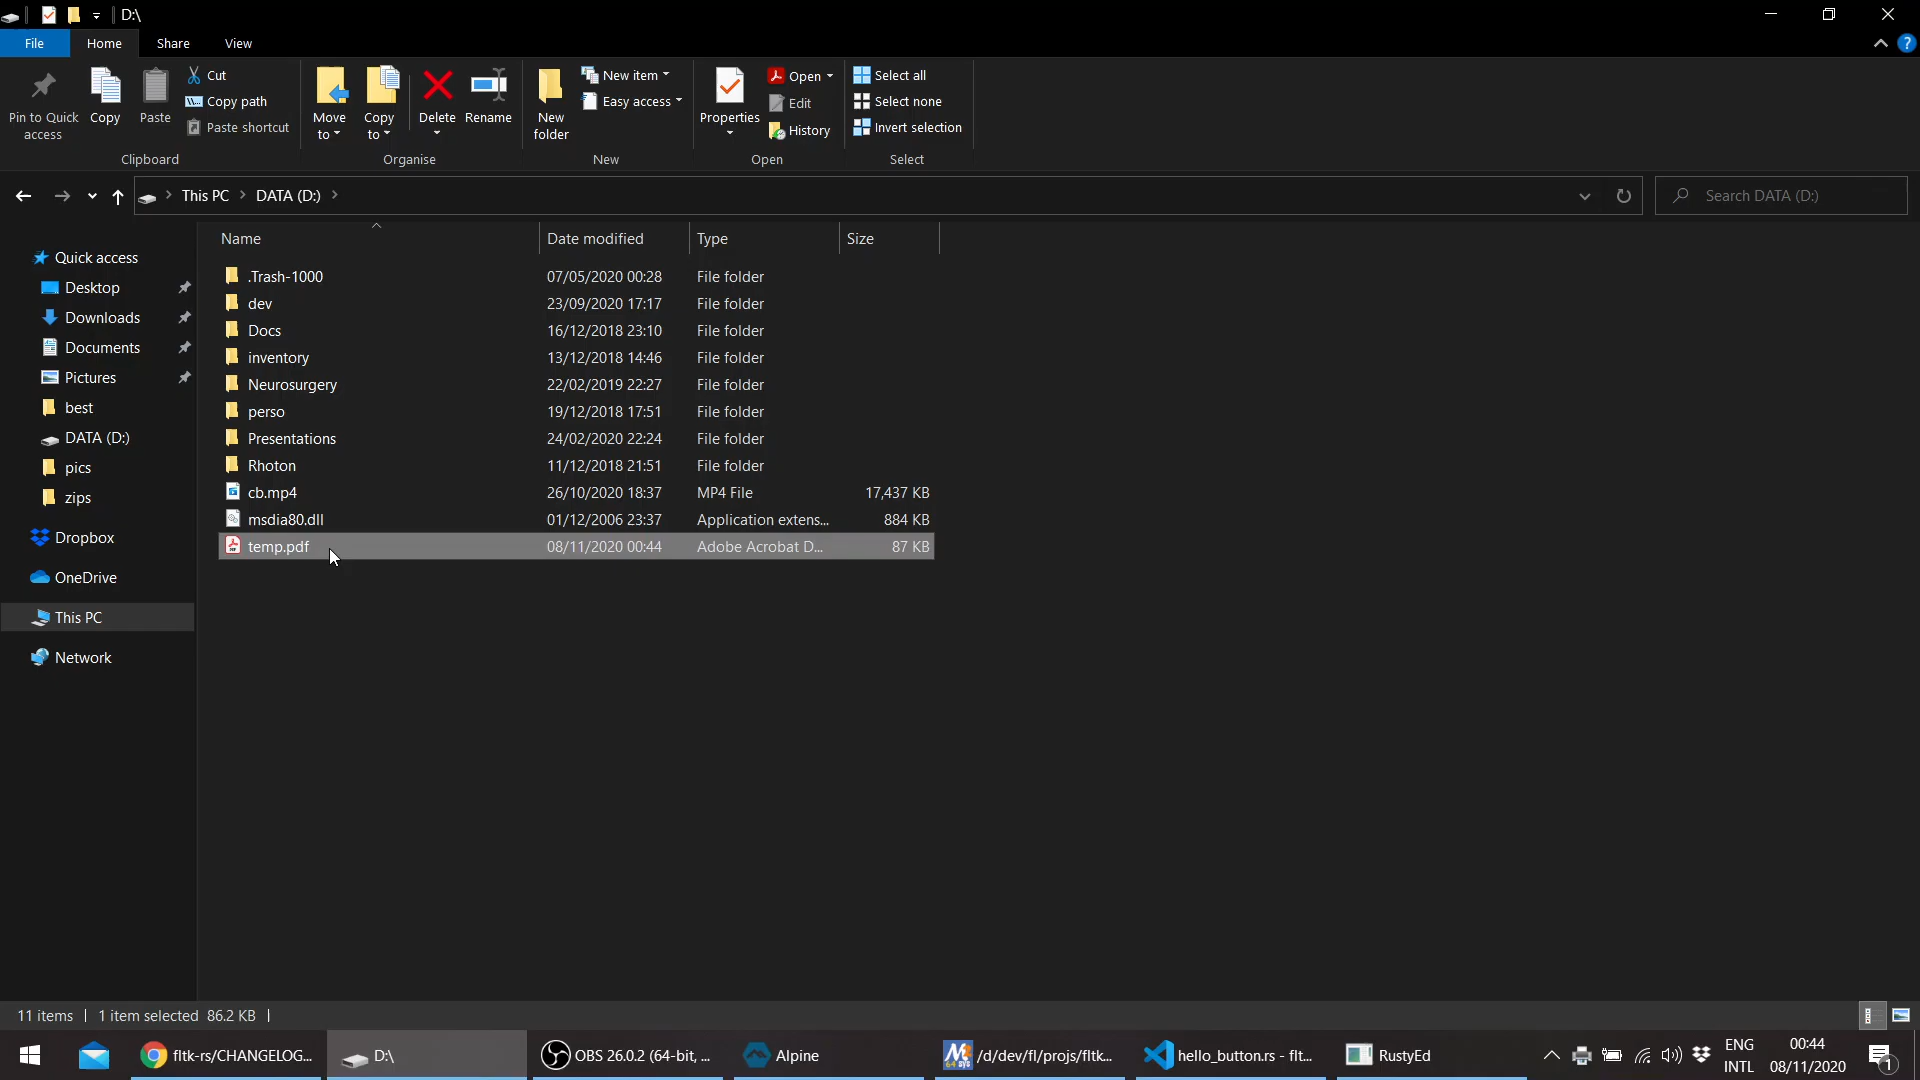 D:\
File Home Share View
Pin to Quick access
Copy
Paste
Cut
Copy path
Paste shortcut
Clipboard
Move to
Copy to
Delete
Rename
Organise
New folder
New item
Easy access
New
Properties
Open
Edit
History
Open
Select all
Select none
Invert selection
Select
This PC DATA (D:)
Search DATA (D:)
Name Date modified Type Size
.Trash-1000 07/05/2020 00:28 File folder
dev 23/09/2020 17:17 File folder
Docs 16/12/2018 23:10 File folder
inventory 13/12/2018 14:46 File folder
Neurosurgery 22/02/2019 22:27 File folder
perso 19/12/2018 17:51 File folder
Presentations 24/02/2020 22:24 File folder
Rhoton 11/12/2018 21:51 File folder
cb.mp4 26/10/2020 18:37 MP4 File 17,437 KB
msdia80.dll 01/12/2006 23:37 Application extens... 884 KB
temp.pdf 08/11/2020 00:44 Adobe Acrobat D... 87 KB
Quick access
Desktop
Downloads
Documents
Pictures
best
DATA (D:)
pics
zips
Dropbox
OneDrive
This PC
Network
11 items 1 item selected 86.2 KB
fltk-rs/CHANGELOG... D:\ OBS 26.0.2 (64-bit, ... Alpine /d/dev/fl/projs/fltk... hello_button.rs - flt... RustyEd
ENG
INTL
00:44
08/11/2020
1